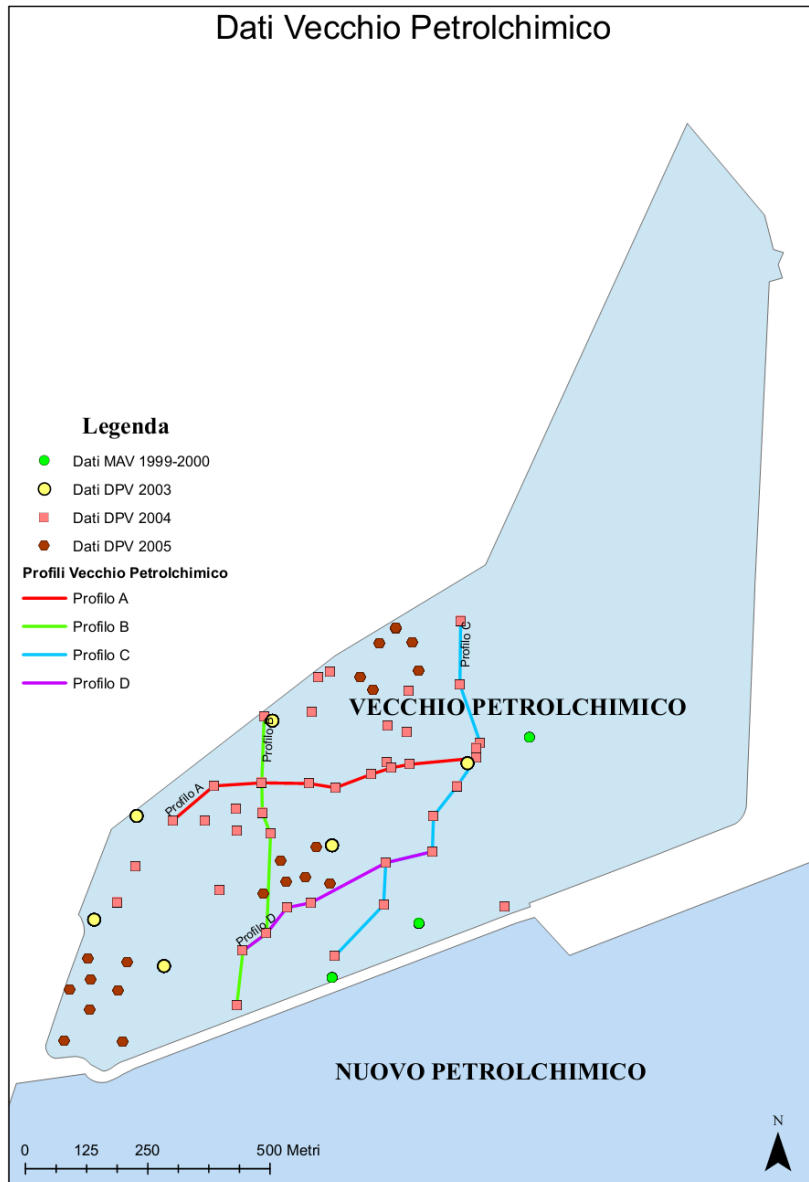 Dati Vecchio Petrolchimico
Legenda
Dati MAV 1999-2000
Dati DPV 2003
Dati DPV 2004
Dati DPV 2005
Profili Vecchio Petrolchimico
Profilo A
Profilo B
Profilo C
Profilo D
Profilo C
VECCHIO PETROLCHIMICO
Profilo B
Profilo A
Profilo D
NUOVO PETROLCHIMICO
N
0 125 250 500 Metri